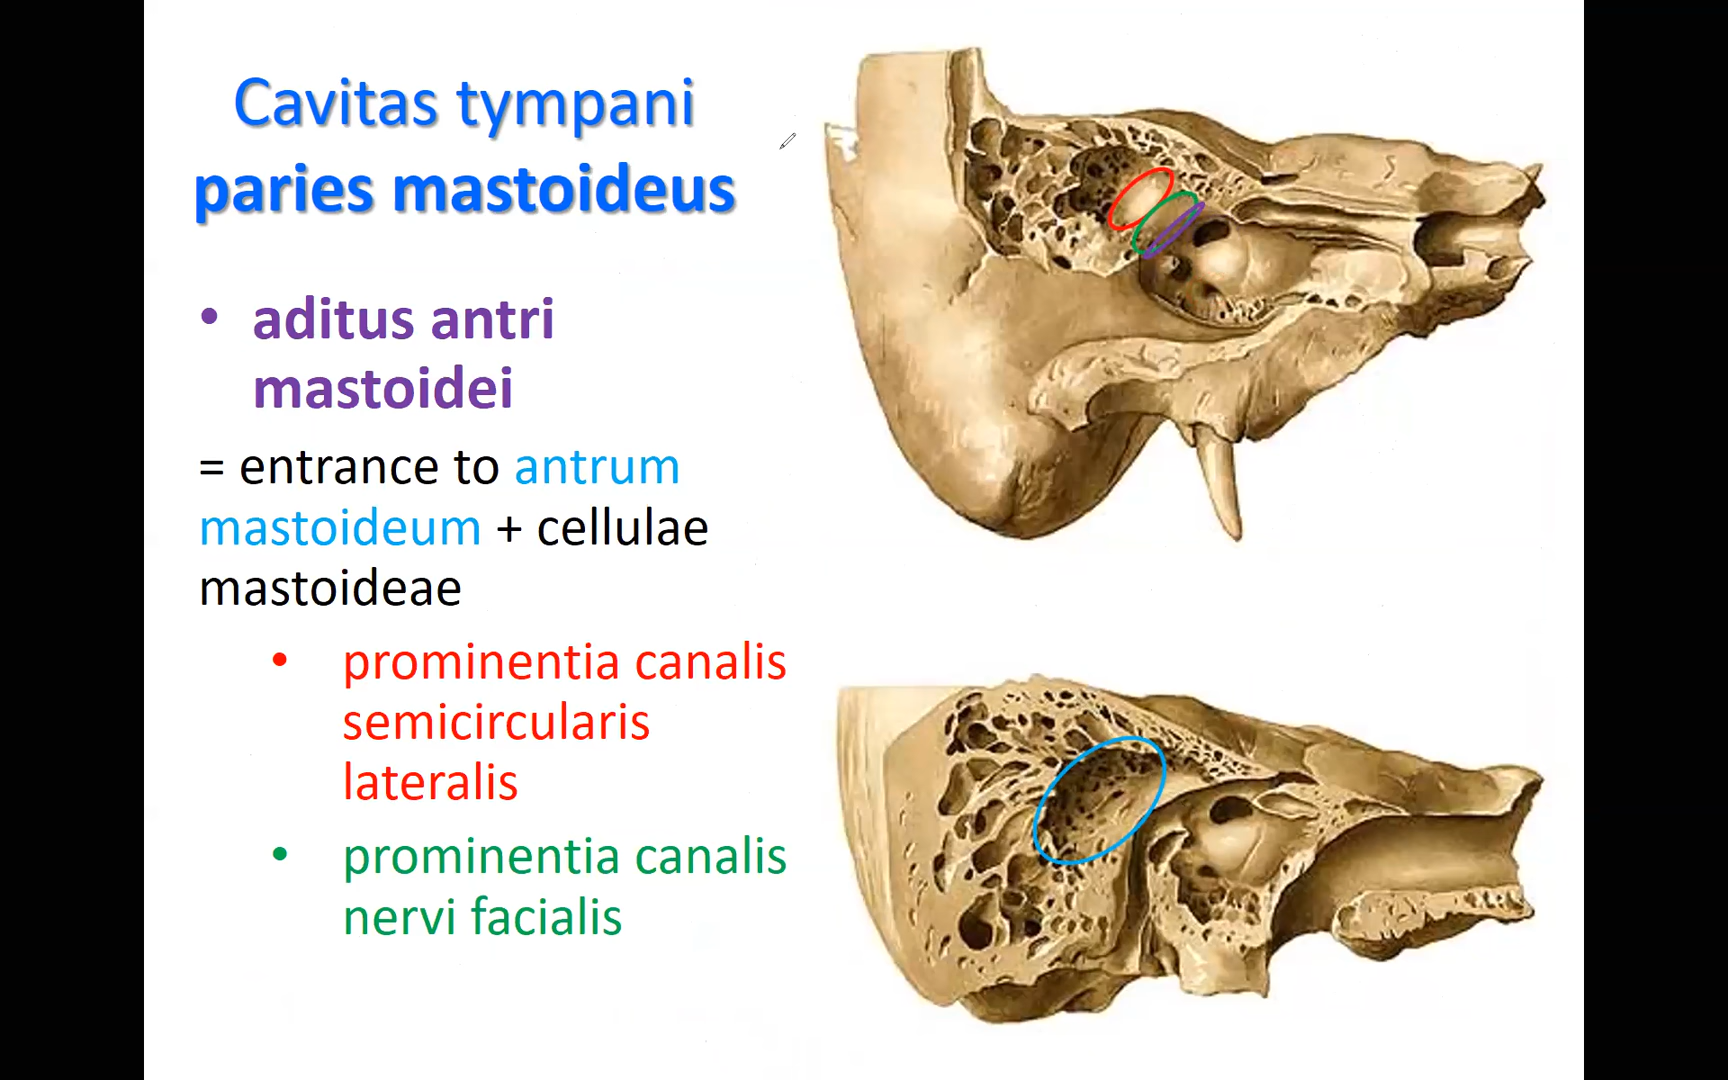 Cavitas tympani
paries mastoideus
• aditus antri
mastoidei
= entrance to antrum
mastoideum + cellulae
mastoideae
• prominentia canalis
semicircularis
lateralis
• prominentia canalis
nervi facialis